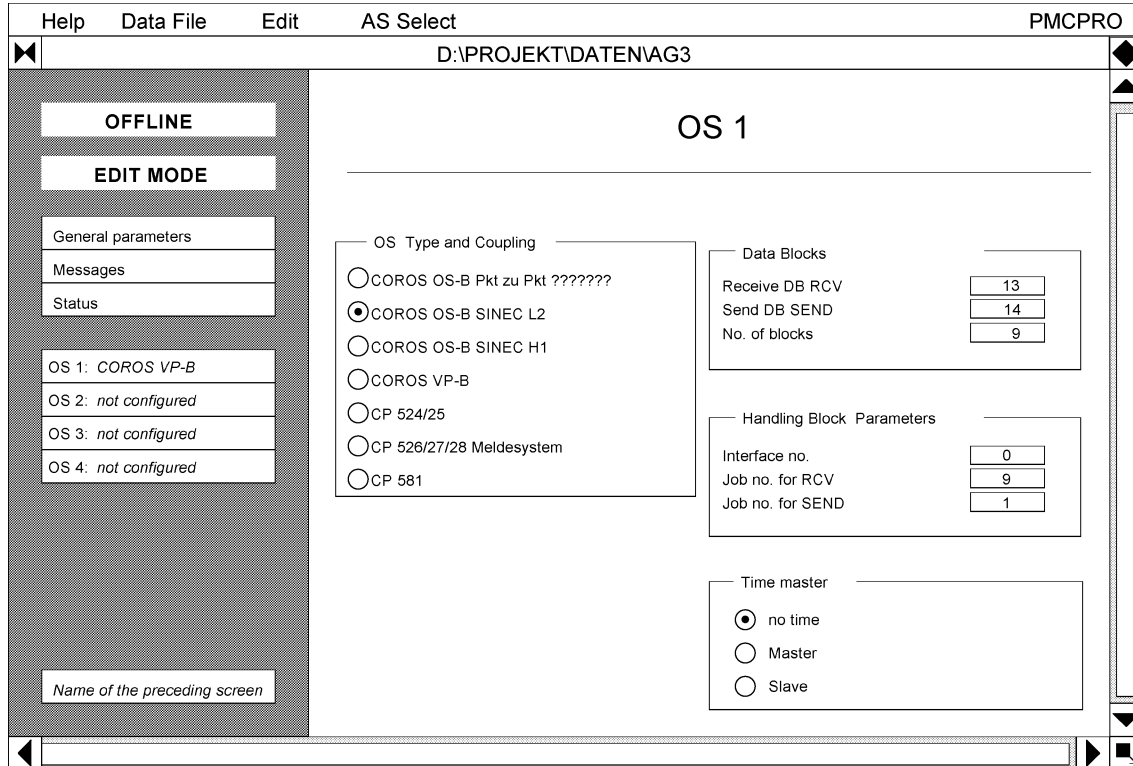 Help Data File Edit AS Select PMCPRO
D:\PROJEKT\DATEN\AG3
OFFLINE
EDIT MODE
General parameters
Messages
Status
OS 1: COROS VP-B
OS 2: not configured
OS 3: not configured
OS 4: not configured
Name of the preceding screen
OS 1
OS Type and Coupling
COROS OS-B Pkt zu Pkt ???????
COROS OS-B SINEC L2
COROS OS-B SINEC H1
COROS VP-B
CP 524/25
CP 526/27/28 Meldesystem
CP 581
Data Blocks
Receive DB RCV 13
Send DB SEND 14
No. of blocks 9
Handling Block Parameters
Interface no. 0
Job no. for RCV 9
Job no. for SEND 1
Time master
no time
Master
Slave